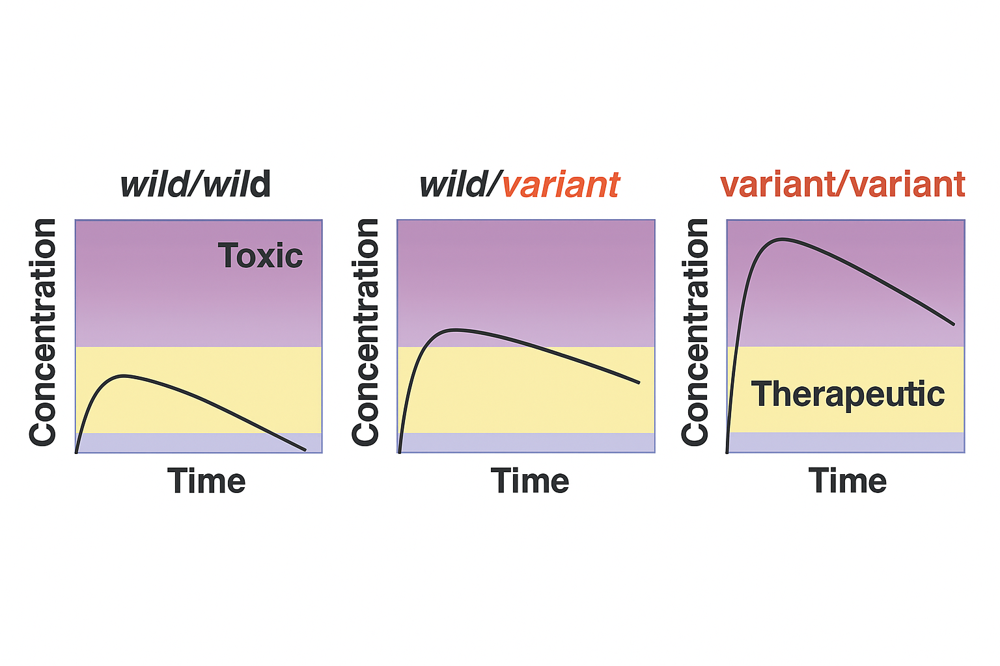 wild/wild
wild/variant
variant/variant
Concentration
Toxic
Time
Concentration
Time
Concentration
Therapeutic
Time